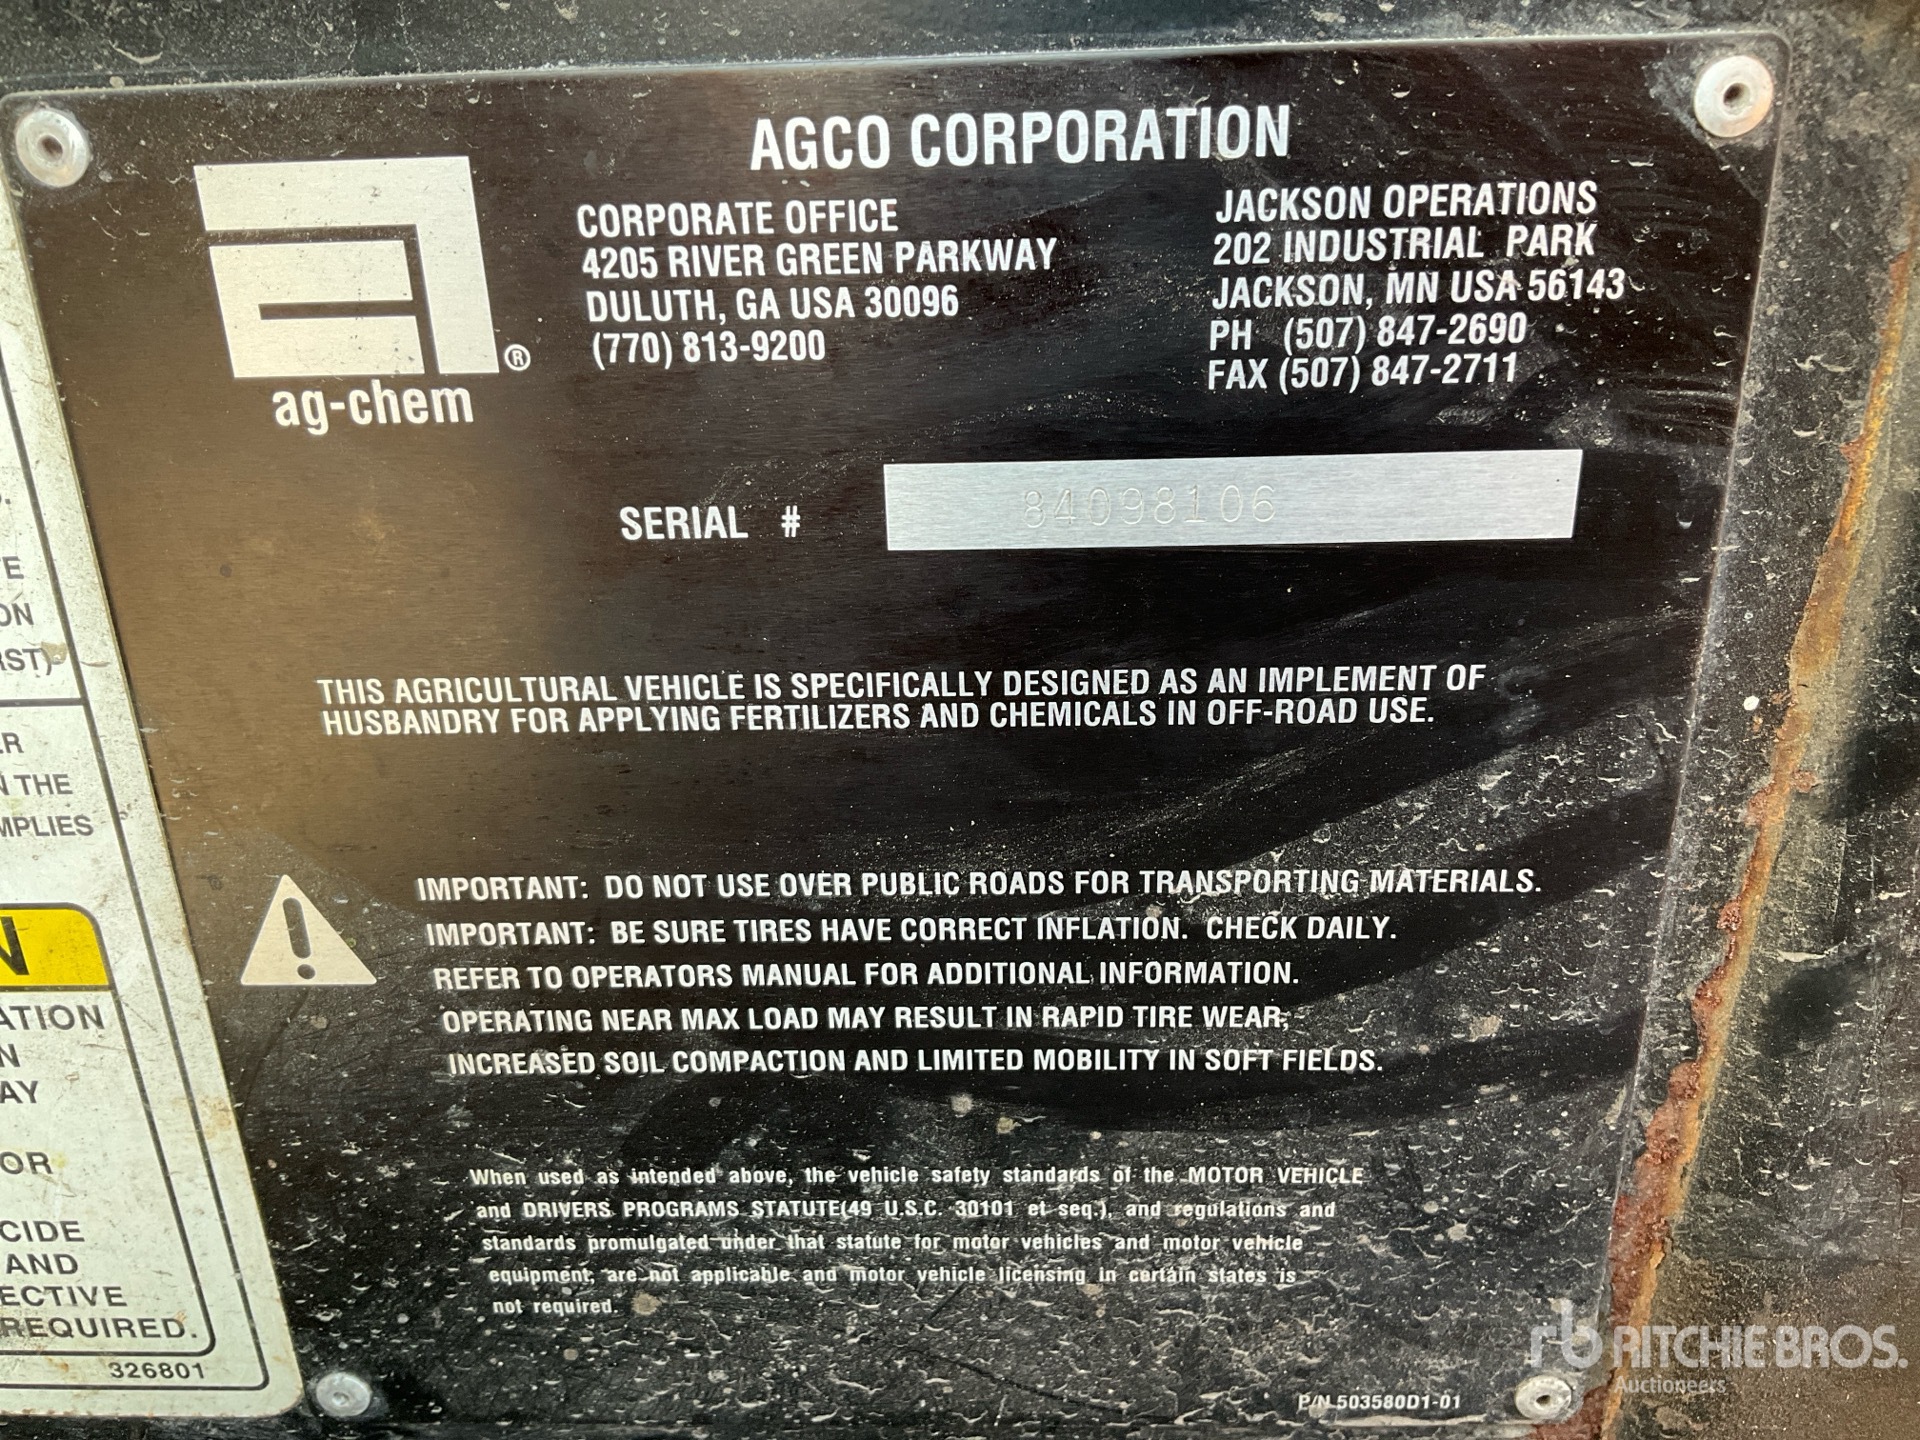 AGCO CORPORATION
CORPORATE OFFICE
4205 RIVER GREEN PARKWAY
DULUTH, GA USA 30096
(770) 813-9200
JACKSON OPERATIONS
202 INDUSTRIAL PARK
JACKSON, MN USA 56143
PH (507) 847-2690
FAX (507) 847-2711
®
ag-chem
SERIAL # 84098106
THIS AGRICULTURAL VEHICLE IS SPECIFICALLY DESIGNED AS AN IMPLEMENT OF
HUSBANDRY FOR APPLYING FERTILIZERS AND CHEMICALS IN OFF-ROAD USE.
IMPORTANT: DO NOT USE OVER PUBLIC ROADS FOR TRANSPORTING MATERIALS.
IMPORTANT: BE SURE TIRES HAVE CORRECT INFLATION. CHECK DAILY.
REFER TO OPERATORS MANUAL FOR ADDITIONAL INFORMATION.
OPERATING NEAR MAX LOAD MAY RESULT IN RAPID TIRE WEAR,
INCREASED SOIL COMPACTION AND LIMITED MOBILITY IN SOFT FIELDS.
When used as intended above, the vehicle safety standards of the MOTOR VEHICLE
and DRIVERS PROGRAMS STATUTE(49 U.S.C. 30101 et seq.), and regulations and
standards promulgated under that statute for motor vehicles and motor vehicle
equipment, are not applicable and motor vehicle licensing in certain states is
not required.
P/N 503580D1-01
E
ON
RST)
ER
N THE
MPLIES
N
ATION
N
AY
OR
CIDE
AND
ECTIVE
REQUIRED.
326801
rb RITCHIE BROS.
Auctioneers